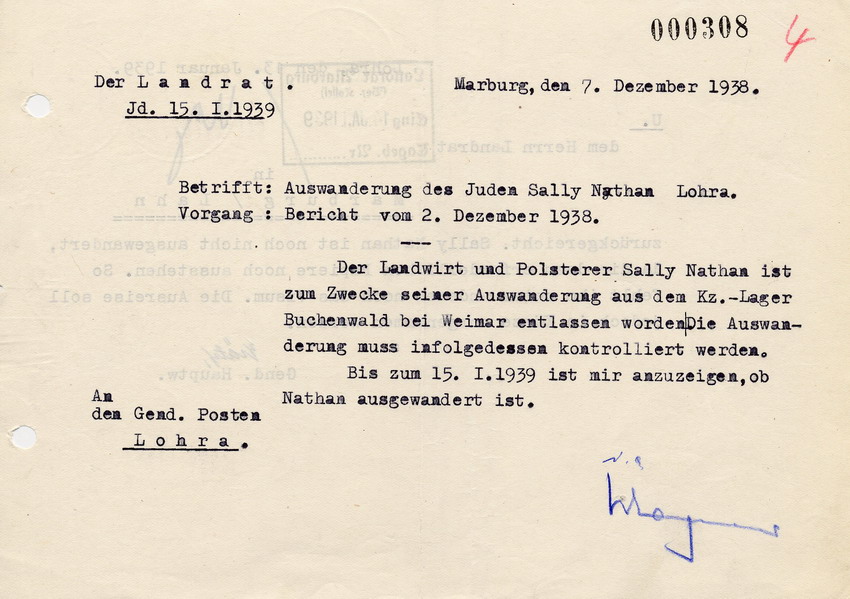 000308 4
Der Landrat. Marburg, den 7. Dezember 1938.
Jd. 15. I.1939
Betrifft: Auswanderung des Juden Sally Nathan Lohra.
Vorgang : Bericht vom 2. Dezember 1938.
Der Landwirt und Polsterer Sally Nathan ist
zum Zwecke seiner Auswanderung aus dem Kz.-Lager
Buchenwald bei Weimar entlassen worden|Die Auswan-
derung muss infolgedessen kontrolliert werden.
Bis zum 15. I.1939 ist mir anzuzeigen,ob
Nathan ausgewandert ist.
An
den Gend. Posten
Lohra.